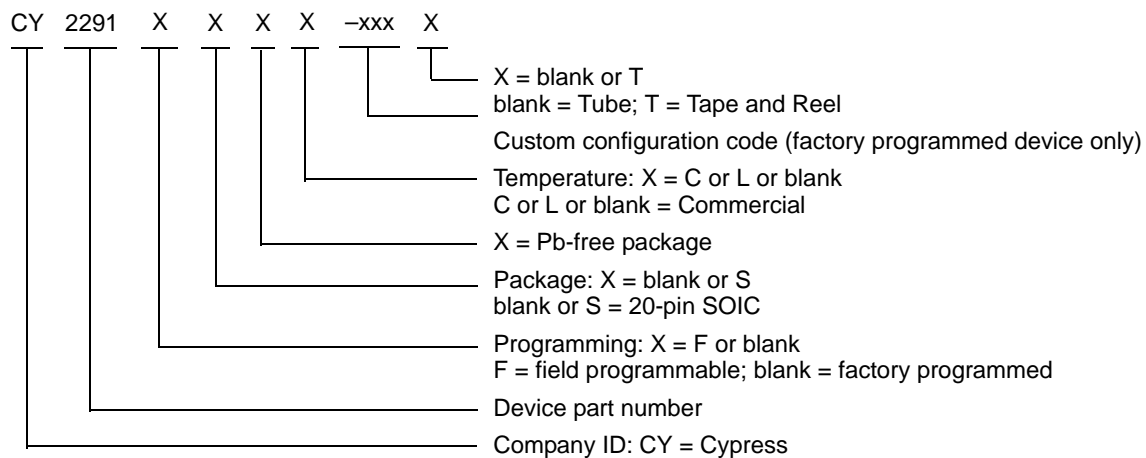 CY 2291 X X X X –xxx X
X = blank or T
blank = Tube; T = Tape and Reel
Custom configuration code (factory programmed device only)
Temperature: X = C or L or blank
C or L or blank = Commercial
X = Pb-free package
Package: X = blank or S
blank or S = 20-pin SOIC
Programming: X = F or blank
F = field programmable; blank = factory programmed
Device part number
Company ID: CY = Cypress